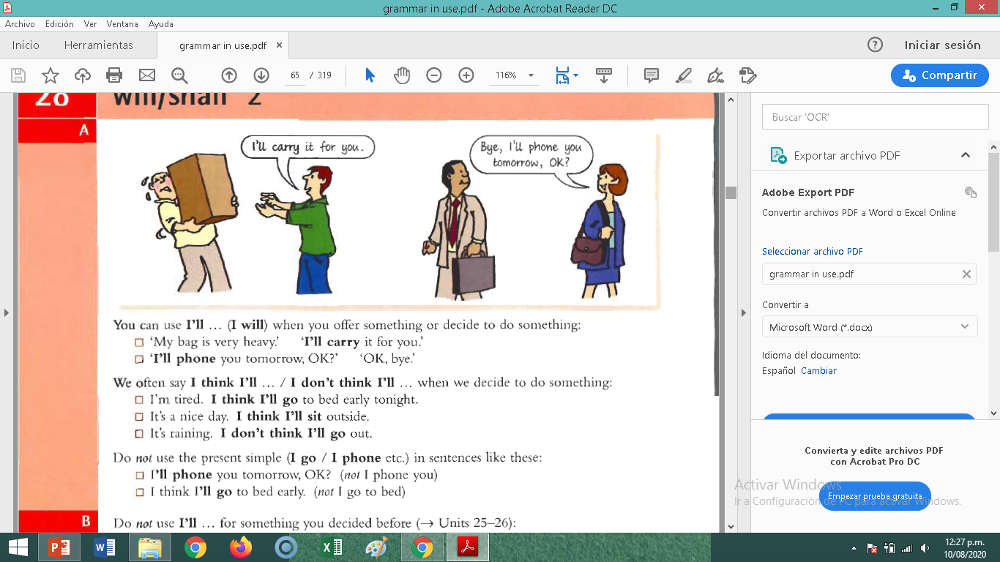 grammar in use.pdf - Adobe Acrobat Reader DC
Archivo Edición Ver Ventana Ayuda
Inicio Herramientas grammar in use.pdf × Iniciar sesión
65 / 319 116% Compartir
28 will/shall 2
A
I'll carry it for you.
Bye, I'll phone you
tomorrow, OK?
You can use I'll … (I will) when you offer something or decide to do something:
'My bag is very heavy.' 'I'll carry it for you.'
'I'll phone you tomorrow, OK?' 'OK, bye.'
We often say I think I'll … / I don't think I'll … when we decide to do something:
I'm tired. I think I'll go to bed early tonight.
It's a nice day. I think I'll sit outside.
It's raining. I don't think I'll go out.
Do not use the present simple (I go / I phone etc.) in sentences like these:
I'll phone you tomorrow, OK? (not I phone you)
I think I'll go to bed early. (not I go to bed)
B
Do not use I'll … for something you decided before (→ Units 25–26):
Buscar 'OCR'
Exportar archivo PDF
Adobe Export PDF
Convertir archivos PDF a Word o Excel Online
Seleccionar archivo PDF
grammar in use.pdf
Convertir a
Microsoft Word (*.docx)
Idioma del documento:
Español Cambiar
Convierta y edite archivos PDF
con Acrobat Pro DC
Activar Windows
Ir a Configuración de PC para activar Windows.
Empezar prueba gratuita
12:27 p.m.
10/08/2020